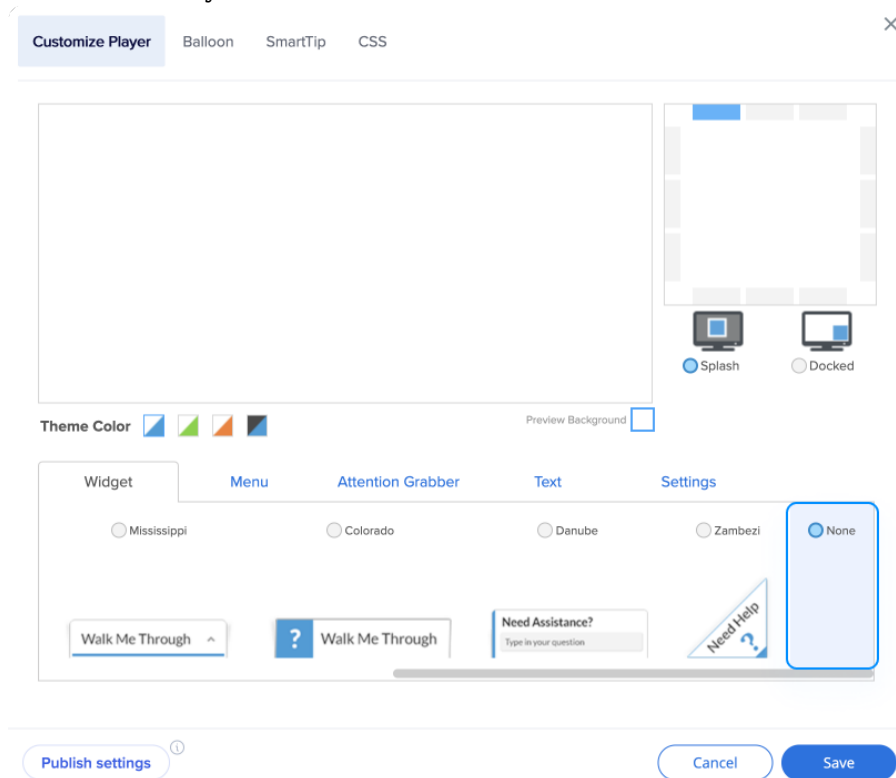 Customize Player Balloon SmartTip CSS
Splash Docked
Theme Color Preview Background
Widget Menu Attention Grabber Text Settings
Mississippi Colorado Danube Zambezi None
Walk Me Through
? Walk Me Through
Need Assistance?
Type in your question
Need Help
?
Publish settings i Cancel Save